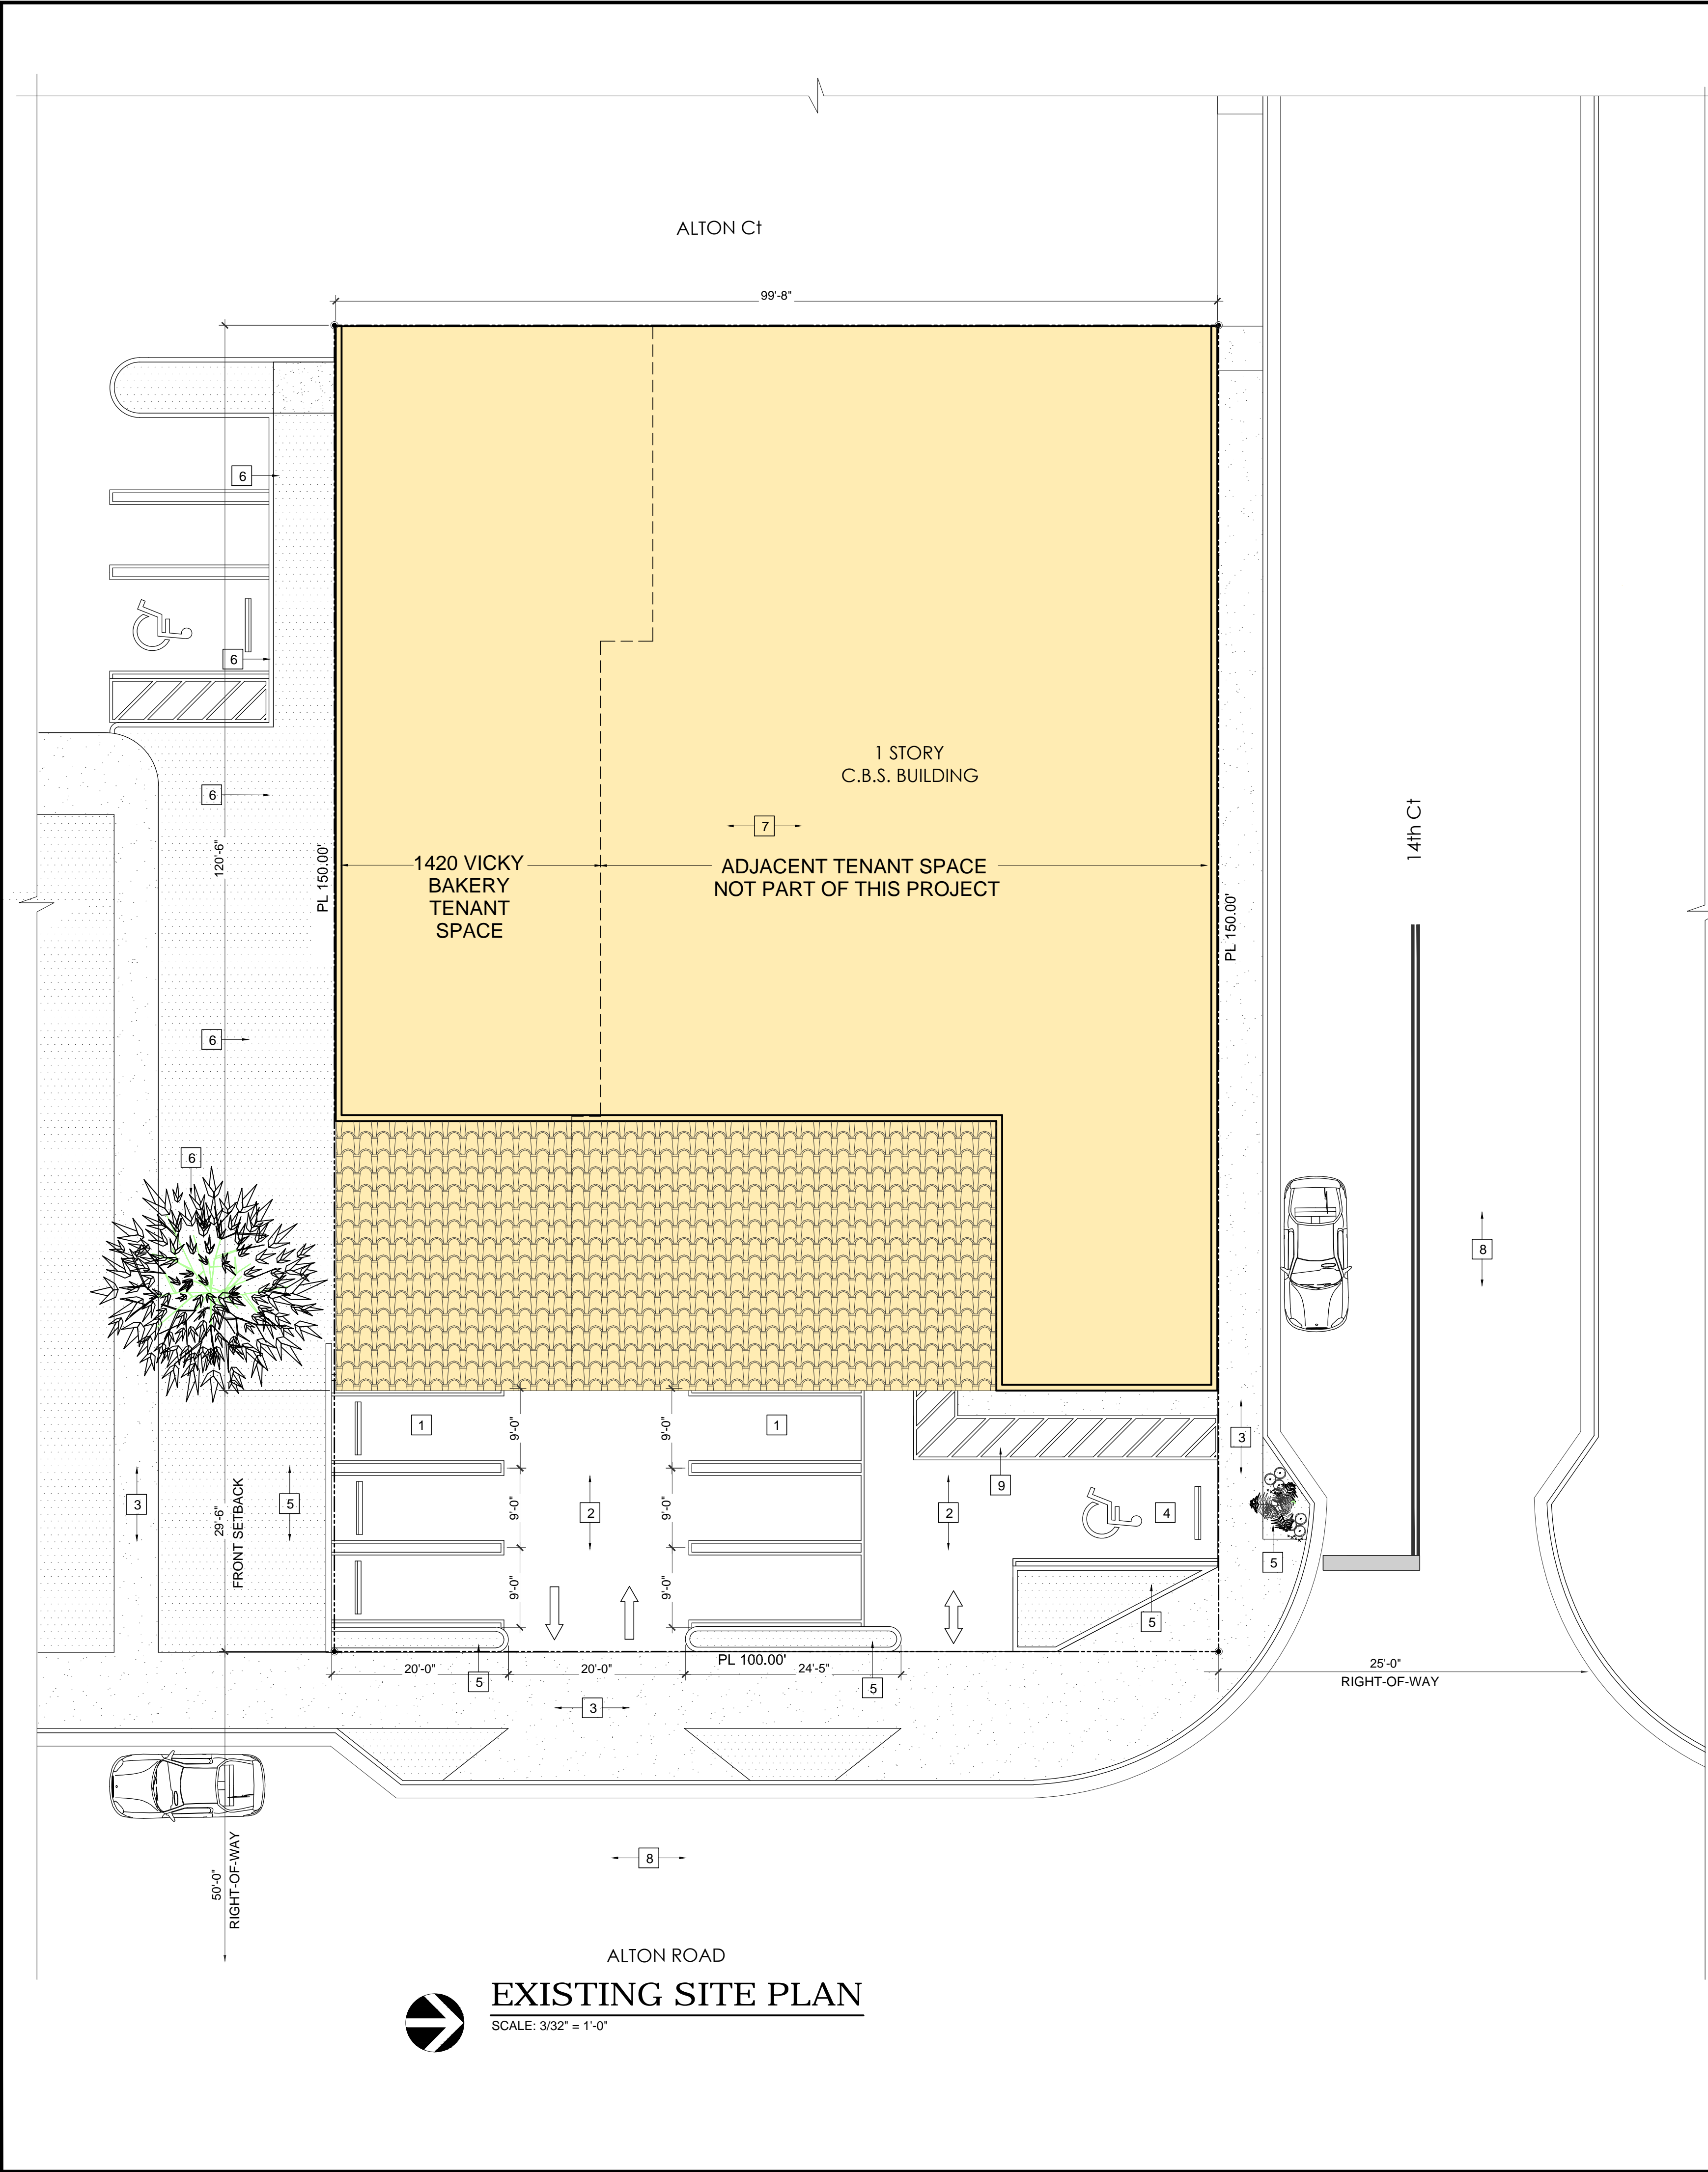 ALTON Ct
99'-8"
6
6
6
120'-6"
PL 150.00'
1 STORY
C.B.S. BUILDING
7
1420 VICKY
BAKERY
TENANT
SPACE
ADJACENT TENANT SPACE
NOT PART OF THIS PROJECT
PL 150.00'
14th Ct
6
6
8
1
9'-0"
9'-0"
1
3
9
3
29'-6"
FRONT SETBACK
5
9'-0"
2
9'-0"
2
4
5
9'-0"
9'-0"
5
PL 100.00'
20'-0"
5
20'-0"
24'-5"
5
25'-0"
RIGHT-OF-WAY
3
50'-0"
RIGHT-OF-WAY
8
ALTON ROAD
EXISTING SITE PLAN
SCALE: 3/32" = 1'-0"